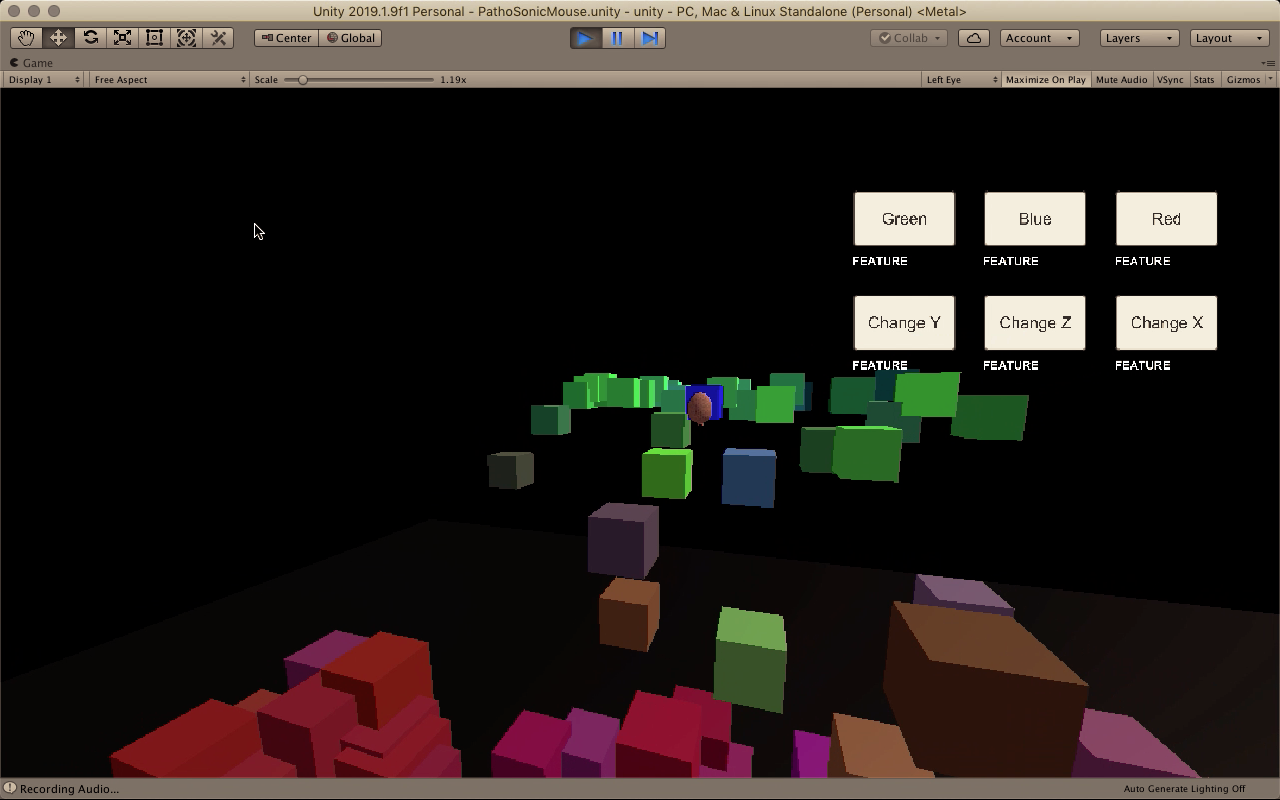 Unity 2019.1.9f1 Personal - PathoSonicMouse.unity - unity - PC, Mac & Linux Standalone (Personal) <Metal>
Center Global Collab Account Layers Layout
Game
Display 1 Free Aspect Scale 1.19x Left Eye Maximize On Play Mute Audio VSync Stats Gizmos
Green Blue Red
FEATURE FEATURE FEATURE
Change Y Change Z Change X
FEATURE FEATURE FEATURE
Recording Audio... Auto Generate Lighting Off